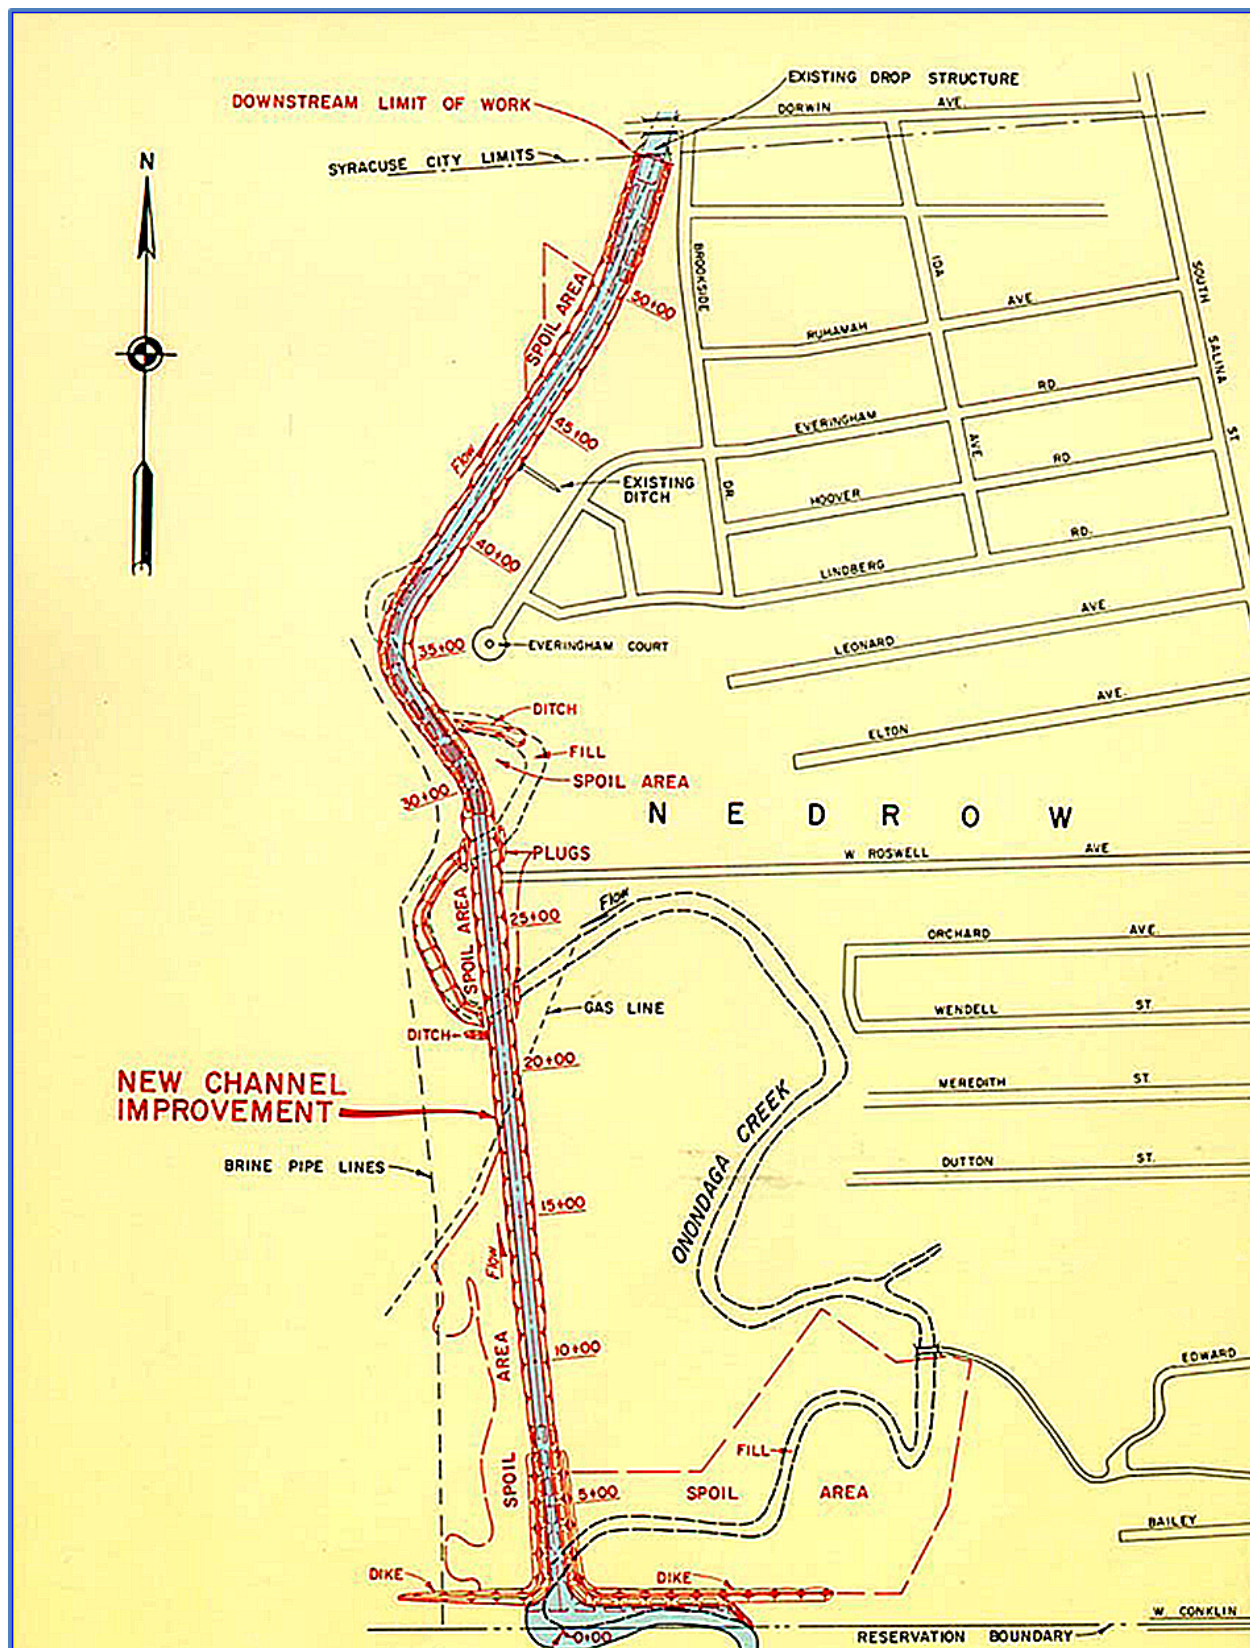 EXISTING DROP STRUCTURE
DOWNSTREAM LIMIT OF WORK
DORWIN AVE.
SYRACUSE CITY LIMITS
N
BROOKSIDE
IDA
SOUTH
SPOIL AREA
50+00
AVE.
RUHAMAH
SALINA
RD.
45+00
EVERINGHAM
ST.
Flow
AVE.
RD.
EXISTING
DITCH
DR.
HOOVER
40+00
RD.
LINDBERG
AVE.
35+00
EVERINGHAM COURT
LEONARD
AVE.
DITCH
ELTON
FILL
SPOIL AREA
30+00
NEDROW
PLUGS
W. ROSWELL AVE
SPOIL AREA
Flow
25+00
ORCHARD AVE.
GAS LINE
WENDELL ST.
DITCH
20+00
NEW CHANNEL
IMPROVEMENT
MEREDITH ST.
ONONDAGA CREEK
BRINE PIPE LINES
DUTTON ST.
15+00
Flow
10+00
SPOIL AREA
EDWARD
FILL
5+00
SPOIL AREA
BAILEY
DIKE
DIKE
W. CONKLIN
0+00
RESERVATION BOUNDARY